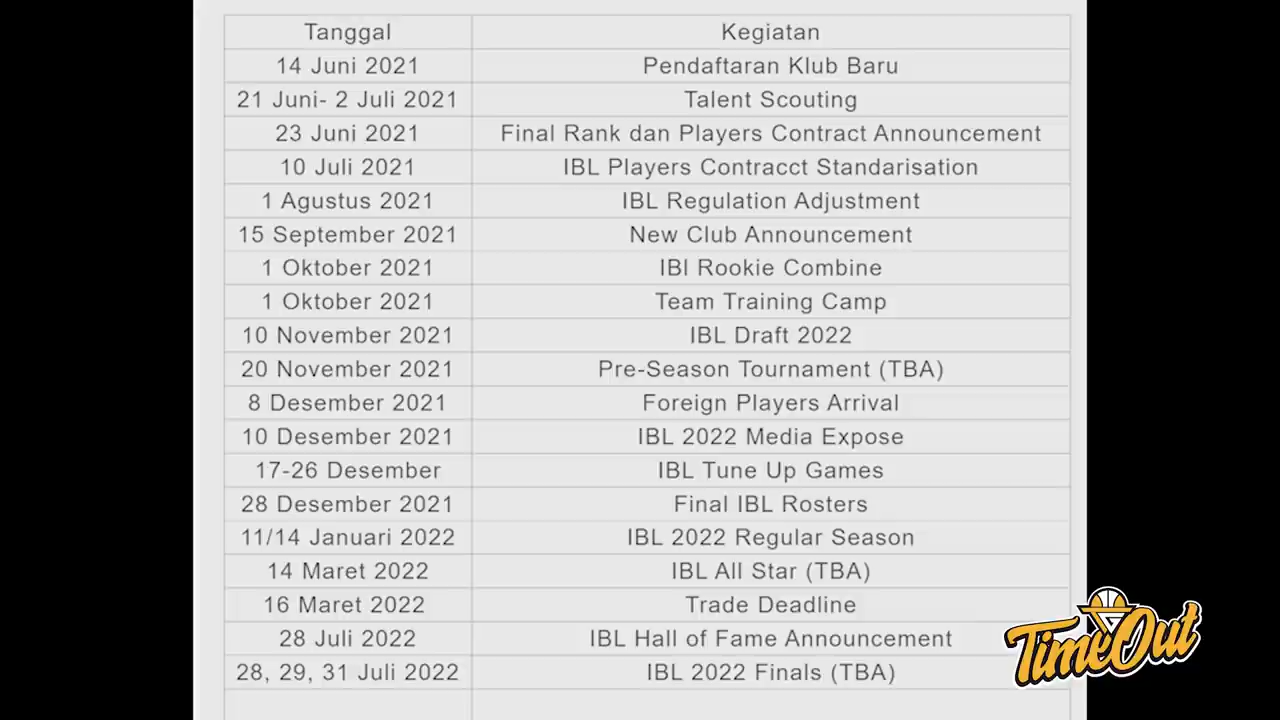 Tanggal Kegiatan
14 Juni 2021 Pendaftaran Klub Baru
21 Juni- 2 Juli 2021 Talent Scouting
23 Juni 2021 Final Rank dan Players Contract Announcement
10 Juli 2021 IBL Players Contracct Standarisation
1 Agustus 2021 IBL Regulation Adjustment
15 September 2021 New Club Announcement
1 Oktober 2021 IBl Rookie Combine
1 Oktober 2021 Team Training Camp
10 November 2021 IBL Draft 2022
20 November 2021 Pre-Season Tournament (TBA)
8 Desember 2021 Foreign Players Arrival
10 Desember 2021 IBL 2022 Media Expose
17-26 Desember IBL Tune Up Games
28 Desember 2021 Final IBL Rosters
11/14 Januari 2022 IBL 2022 Regular Season
14 Maret 2022 IBL All Star (TBA)
16 Maret 2022 Trade Deadline
28 Juli 2022 IBL Hall of Fame Announcement
28, 29, 31 Juli 2022 IBL 2022 Finals (TBA)
TimeOut